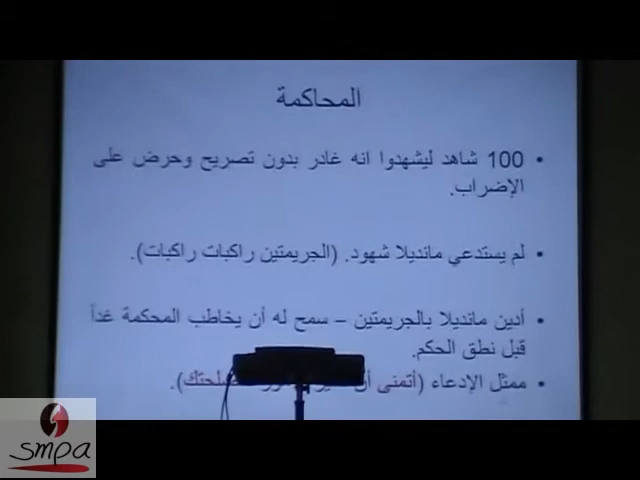 المحاكمة
• 100 شاهد ليشهدوا انه غادر بدون تصريح وحرض على
الإضراب.
• لم يستدعي مانديلا شهود. (الجريمتين راكبات راكبات).
• أدين مانديلا بالجريمتين – سمح له أن يخاطب المحكمة غداً
قبل نطق الحكم.
• ممثل الإدعاء (أتمنى
smpa